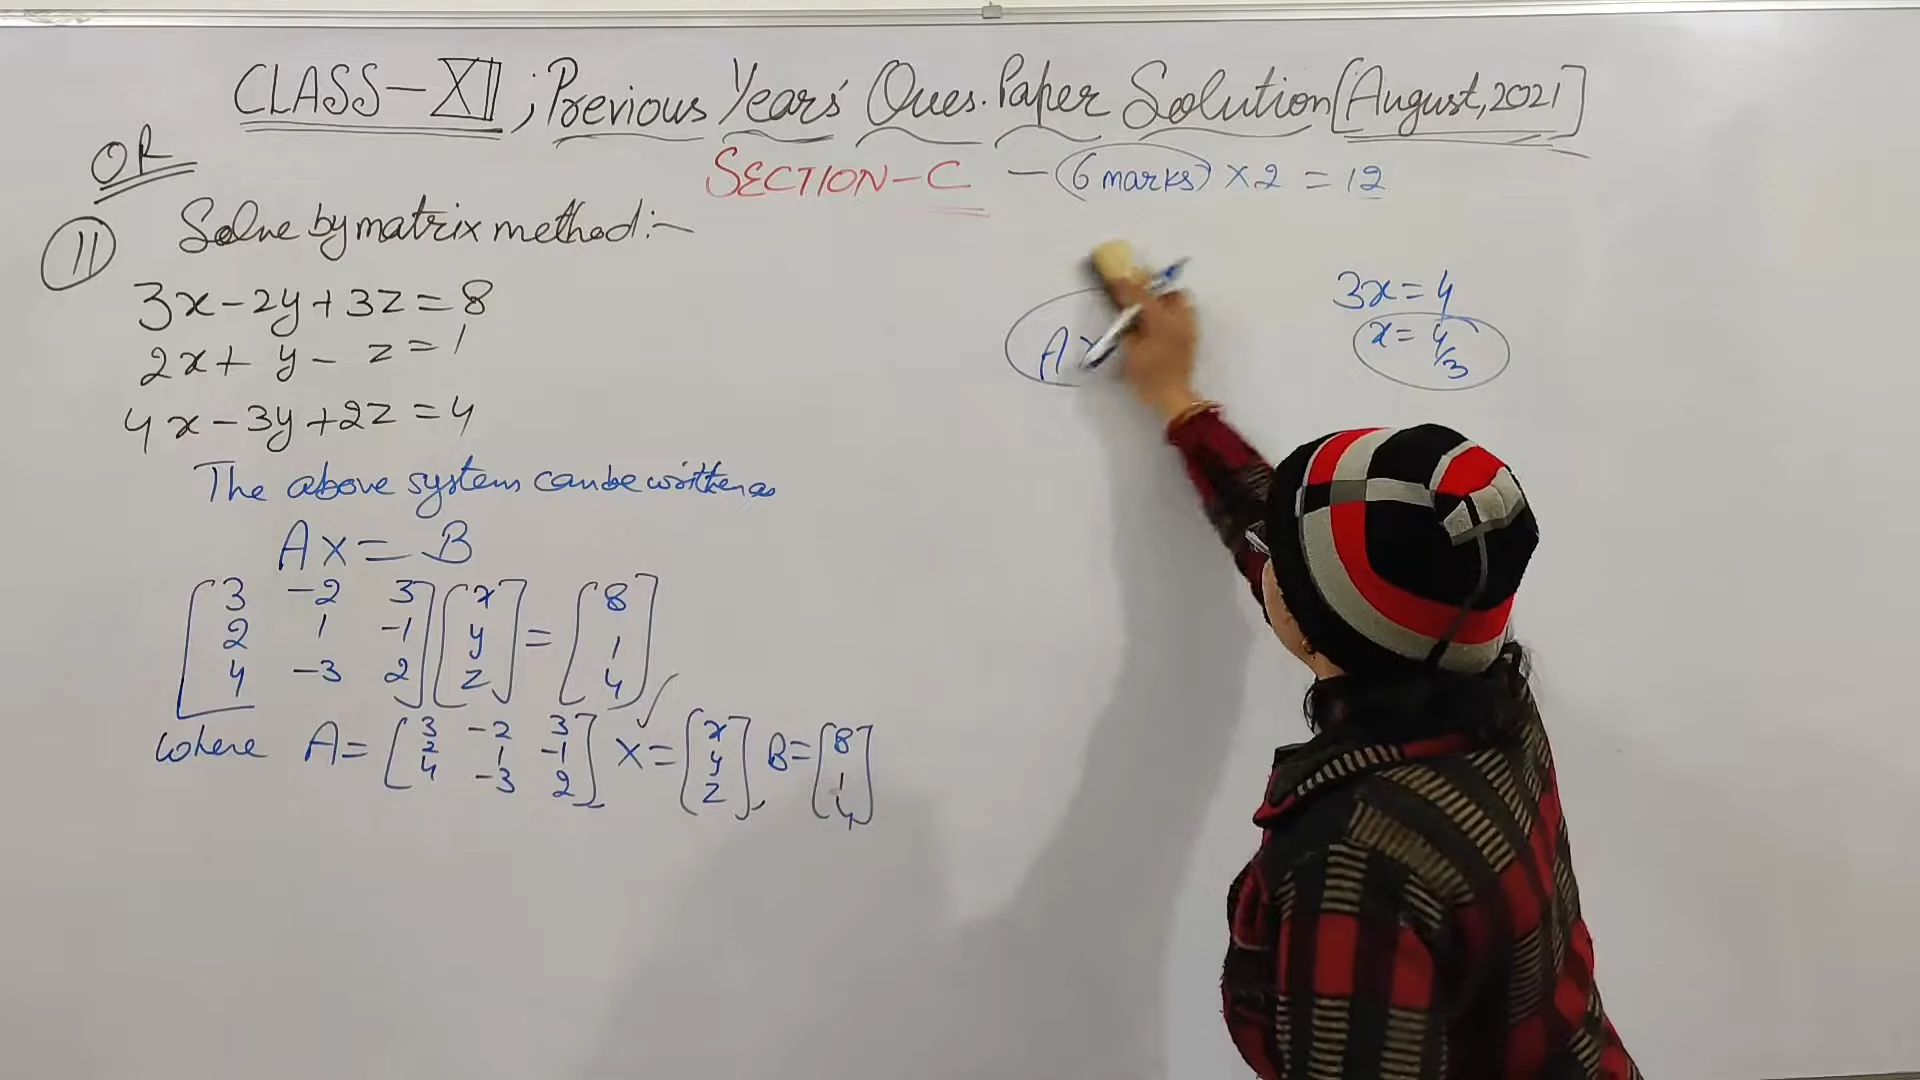 CLASS-XII; Previous Years' Ques. Paper Solution [August, 2021]
OR
SECTION-C - (6 marks) × 2 = 12
11 Solve by matrix method:-
3x - 2y + 3z = 8
2x + y - z = 1
4x - 3y + 2z = 4
The above system can be written as
AX = B
[3 -2 3] [x] = [8]
[2 1 -1] [y] [1]
[4 -3 2] [z] [4]
where A = [3 -2 3] X = [x], B = [8]
[2 1 -1] [y] [1]
[4 -3 2] [z] [4]
A
3x = 4
x = 4/3